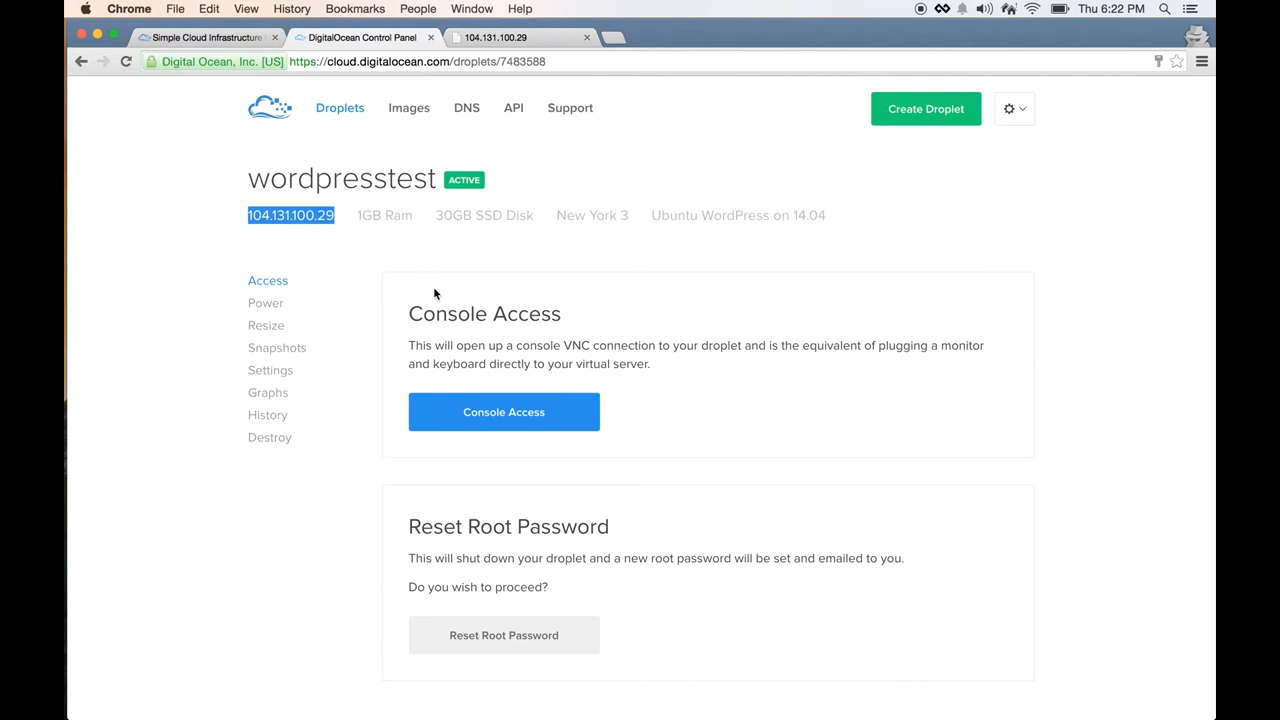 Chrome File Edit View History Bookmarks People Window Help Thu 6:22 PM
Simple Cloud Infrastructure DigitalOcean Control Panel 104.131.100.29
Digital Ocean, Inc. [US] https://cloud.digitalocean.com/droplets/7483588
Droplets Images DNS API Support Create Droplet
wordpresstest ACTIVE
104.131.100.29 1GB Ram 30GB SSD Disk New York 3 Ubuntu WordPress on 14.04
Access
Power
Resize
Snapshots
Settings
Graphs
History
Destroy
Console Access
This will open up a console VNC connection to your droplet and is the equivalent of plugging a monitor
and keyboard directly to your virtual server.
Console Access
Reset Root Password
This will shut down your droplet and a new root password will be set and emailed to you.
Do you wish to proceed?
Reset Root Password